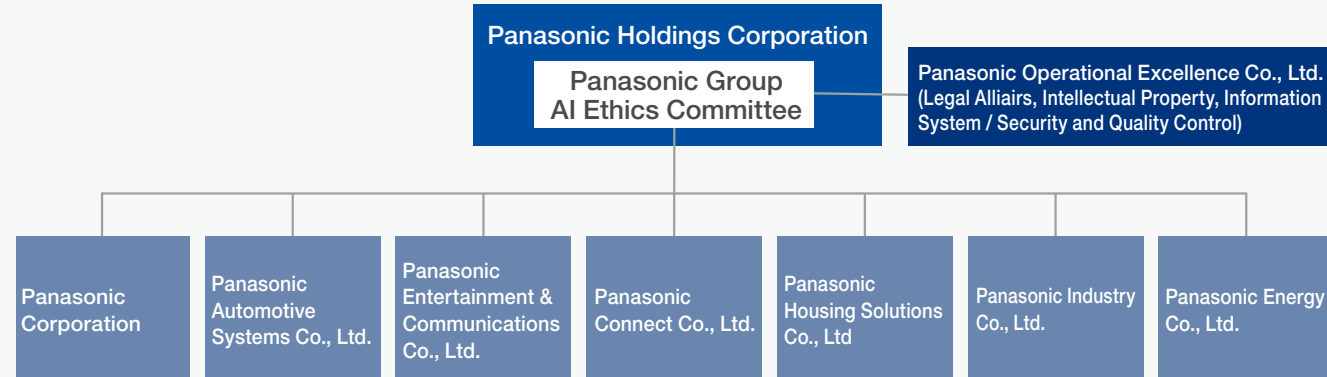 Panasonic Holdings Corporation
Panasonic Group
AI Ethics Committee
Panasonic Operational Excellence Co., Ltd.
(Legal Alliairs, Intellectual Property, Information
System / Security and Quality Control)
Panasonic
Corporation
Panasonic
Automotive
Systems Co., Ltd.
Panasonic
Entertainment &
Communications
Co., Ltd.
Panasonic
Connect Co., Ltd.
Panasonic
Housing Solutions
Co., Ltd
Panasonic Industry
Co., Ltd.
Panasonic Energy
Co., Ltd.